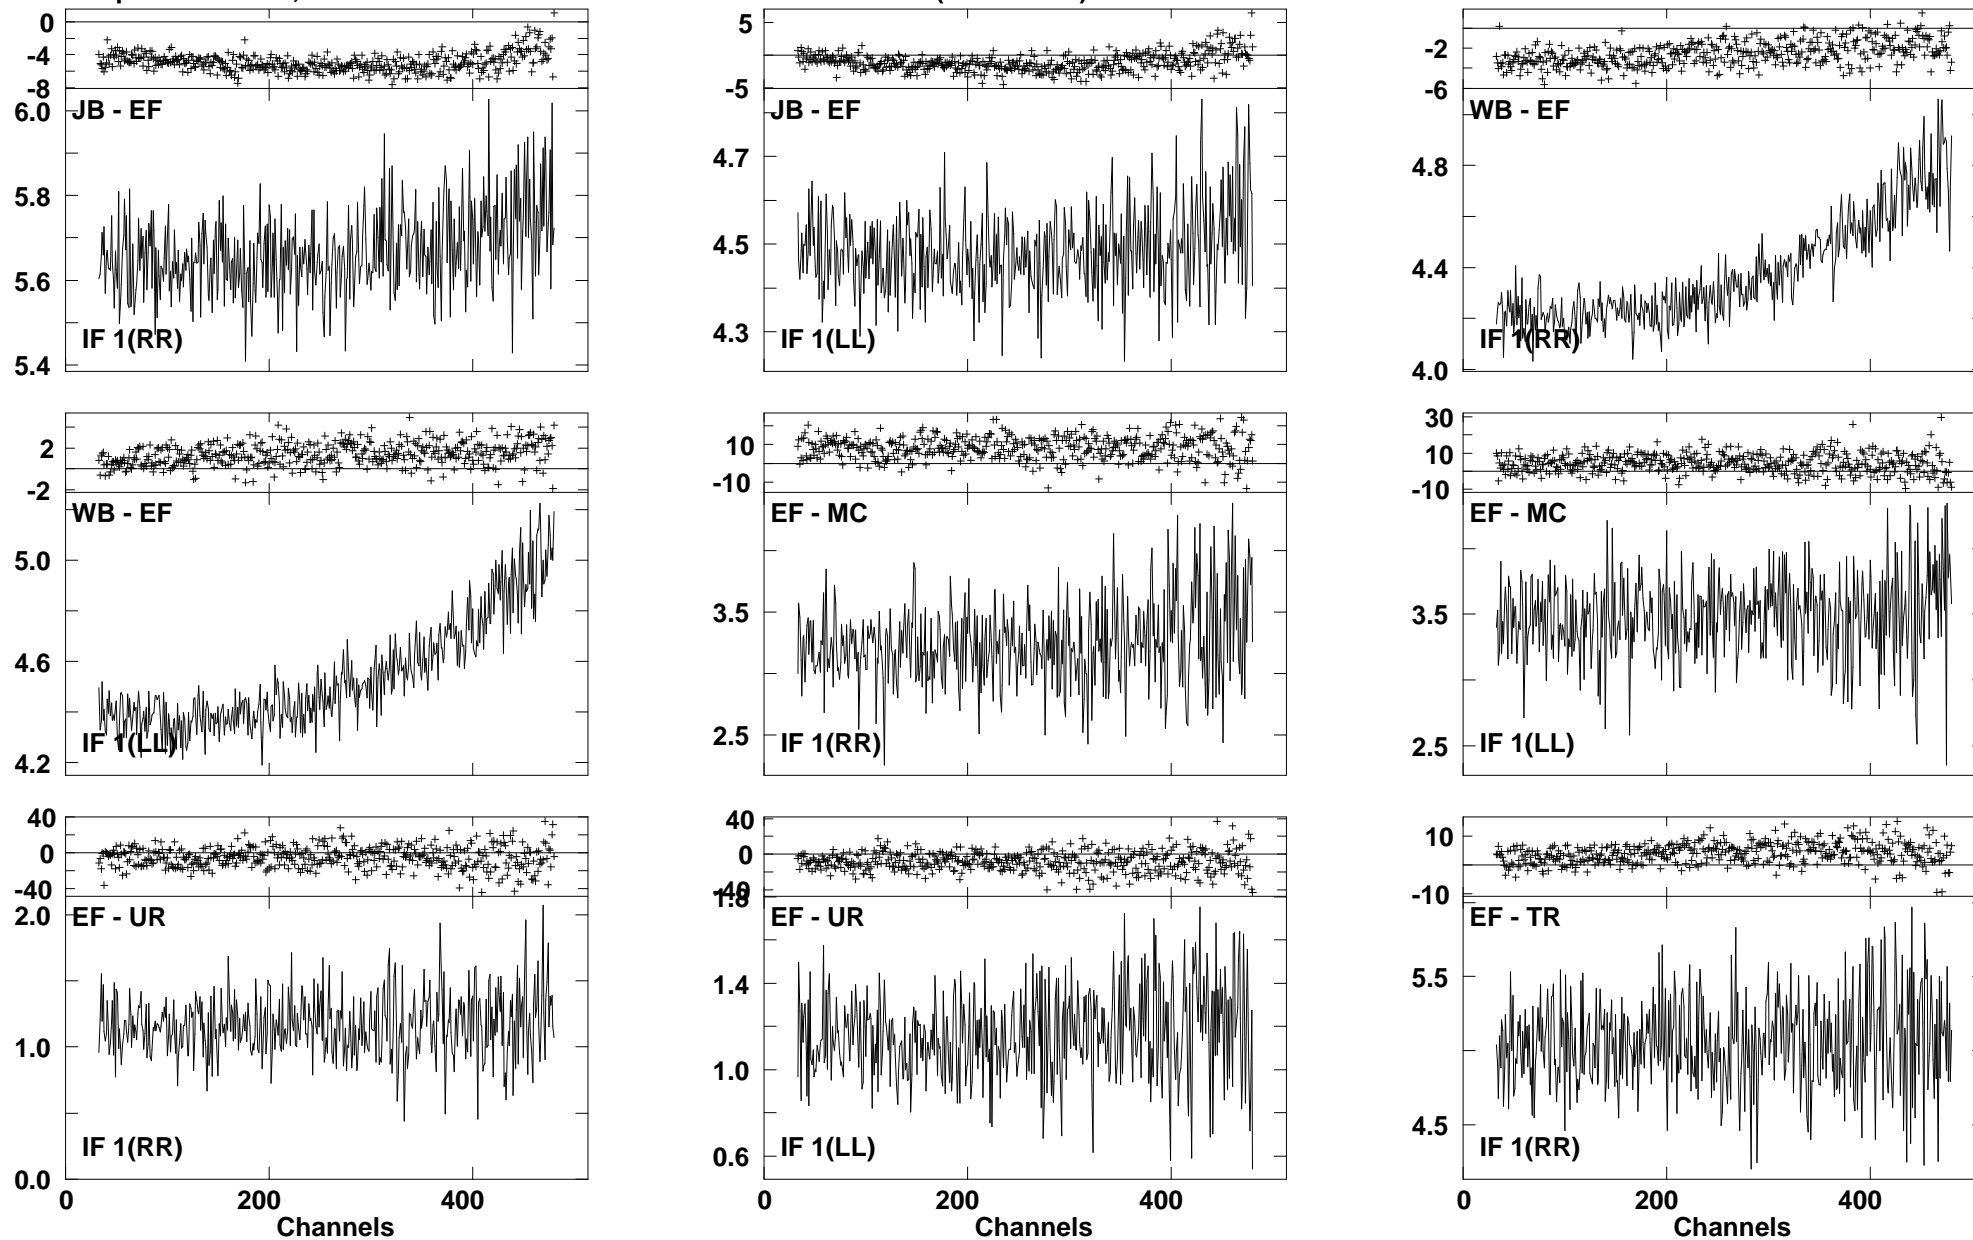 0
-4
-8
6.0
5.8
5.6
5.4
JB - EF
IF 1(RR)
5
-5
4.7
4.5
4.3
JB - EF
IF 1(LL)
-2
-6
4.8
4.4
4.0
WB - EF
IF 1(RR)
2
-2
5.0
4.6
4.2
WB - EF
IF 1(LL)
10
-10
3.5
2.5
EF - MC
IF 1(RR)
30
10
-10
3.5
2.5
EF - MC
IF 1(LL)
40
0
-40
2.0
1.0
0.0
EF - UR
IF 1(RR)
0 200 400
Channels
40
0
-40
1.8
1.4
1.0
0.6
EF - UR
IF 1(LL)
0 200 400
Channels
10
-10
5.5
4.5
EF - TR
IF 1(RR)
0 200 400
Channels